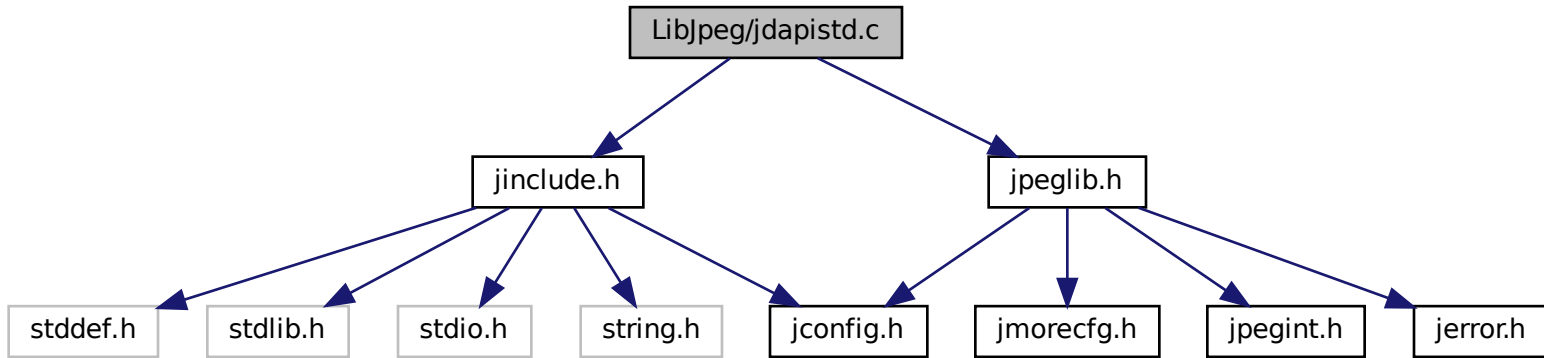 LibJpeg/jdapistd.c
jinclude.h
jpeglib.h
stddef.h
stdlib.h
stdio.h
string.h
jconfig.h
jmorecfg.h
jpegint.h
jerror.h